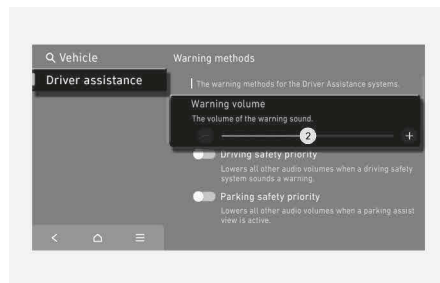 Vehicle
Warning methods
Driver assistance
The warning methods for the Driver Assistance systems.
Warning volume
The volume of the warning sound.
2
+
Driving safety priority
Lowers all other audio volumes when a driving safety
system sounds a warning.
Parking safety priority
Lowers all other audio volumes when a parking assist
view is active.